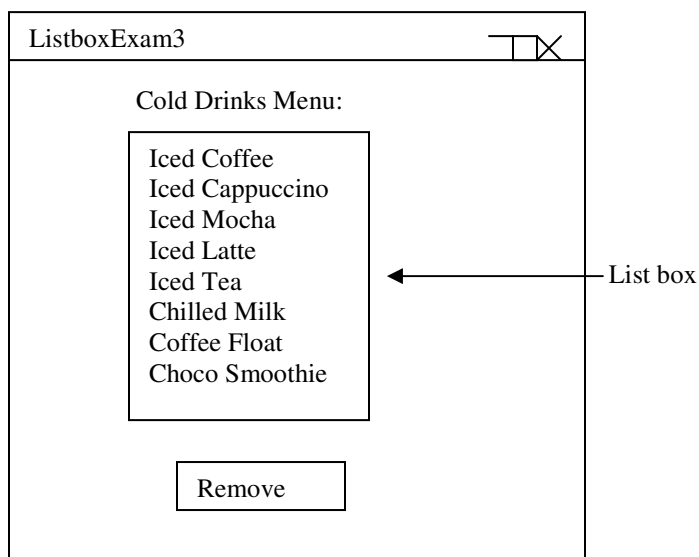 ListboxExam3
Cold Drinks Menu:
Iced Coffee
Iced Cappuccino
Iced Mocha
Iced Latte
Iced Tea
Chilled Milk
Coffee Float
Choco Smoothie
List box
Remove